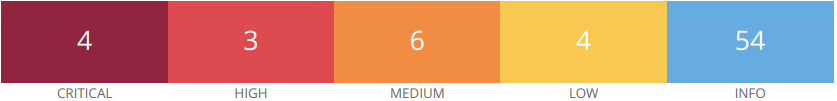 4 3 6 4 54
CRITICAL HIGH MEDIUM LOW INFO